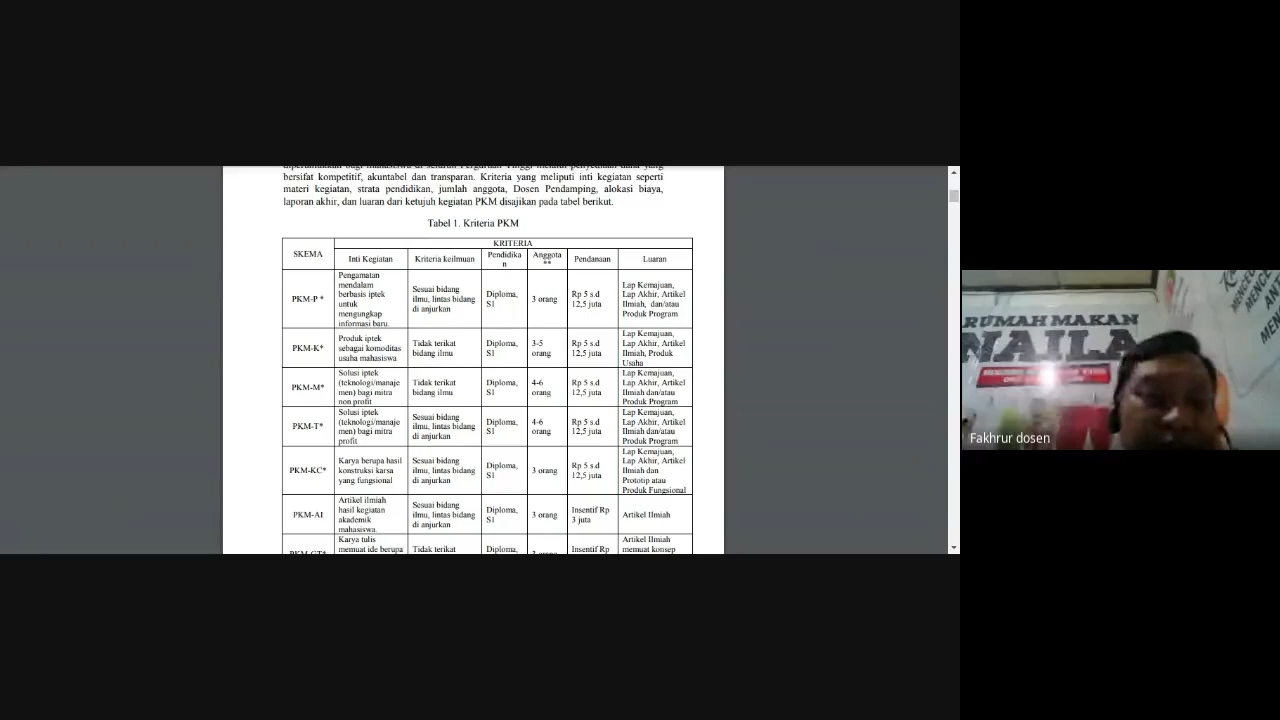 bersifat kompetitif, akuntabel dan transparan. Kriteria yang meliputi inti kegiatan seperti
materi kegiatan, strata pendidikan, jumlah anggota, Dosen Pendamping, alokasi biaya,
laporan akhir, dan luaran dari ketujuh kegiatan PKM disajikan pada tabel berikut.
Tabel 1. Kriteria PKM
SKEMA
KRITERIA
Inti Kegiatan
Kriteria keilmuan
Pendidika
n
Anggota
**
Pendanaan
Luaran
PKM-P *
Pengamatan
mendalam
berbasis iptek
untuk
mengungkap
informasi baru.
Sesuai bidang
ilmu, lintas bidang
di anjurkan
Diploma,
S1
3 orang
Rp 5 s.d
12,5 juta
Lap Kemajuan,
Lap Akhir, Artikel
Ilmiah, dan/atau
Produk Program
PKM-K*
Produk iptek
sebagai komoditas
usaha mahasiswa
Tidak terikat
bidang ilmu
Diploma,
S1
3-5
orang
Rp 5 s.d
12,5 juta
Lap Kemajuan,
Lap Akhir, Artikel
Ilmiah, Produk
Usaha
PKM-M*
Solusi iptek
(teknologi/manaje
men) bagi mitra
non profit
Tidak terikat
bidang ilmu
Diploma,
S1
4-6
orang
Rp 5 s.d
12,5 juta
Lap Kemajuan,
Lap Akhir, Artikel
Ilmiah dan/atau
Produk Program
PKM-T*
Solusi iptek
(teknologi/manaje
men) bagi mitra
profit
Sesuai bidang
ilmu, lintas bidang
di anjurkan
Diploma,
S1
4-6
orang
Rp 5 s.d
12,5 juta
Lap Kemajuan,
Lap Akhir, Artikel
Ilmiah dan/atau
Produk Program
PKM-KC*
Karya berupa hasil
konstruksi karsa
yang fungsional
Sesuai bidang
ilmu, lintas bidang
di anjurkan
Diploma,
S1
3 orang
Rp 5 s.d
12,5 juta
Lap Kemajuan,
Lap Akhir, Artikel
Ilmiah dan
Prototip atau
Produk Fungsional
PKM-AI
Artikel ilmiah
hasil kegiatan
akademik
mahasiswa.
Sesuai bidang
ilmu, lintas bidang
di anjurkan
Diploma,
S1
3 orang
Insentif Rp
3 juta
Artikel Ilmiah
Karya tulis
memuat ide berupa
Tidak terikat
Diploma,
Insentif Rp
Artikel Ilmiah
memuat konsep
RUMAH MAKAN
NAILA
Fakhrur dosen